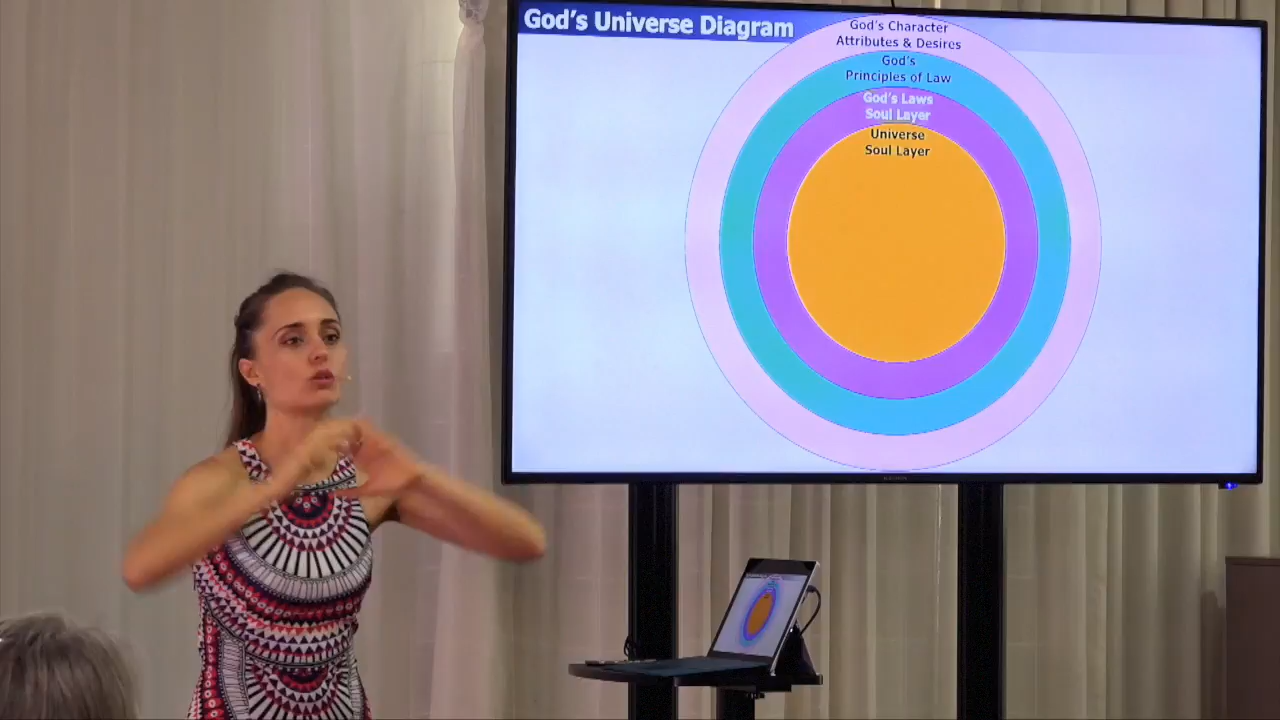 God's Universe Diagram
God's Character
Attributes & Desires
God's
Principles of Law
God's Laws
Soul Layer
Universe
Soul Layer